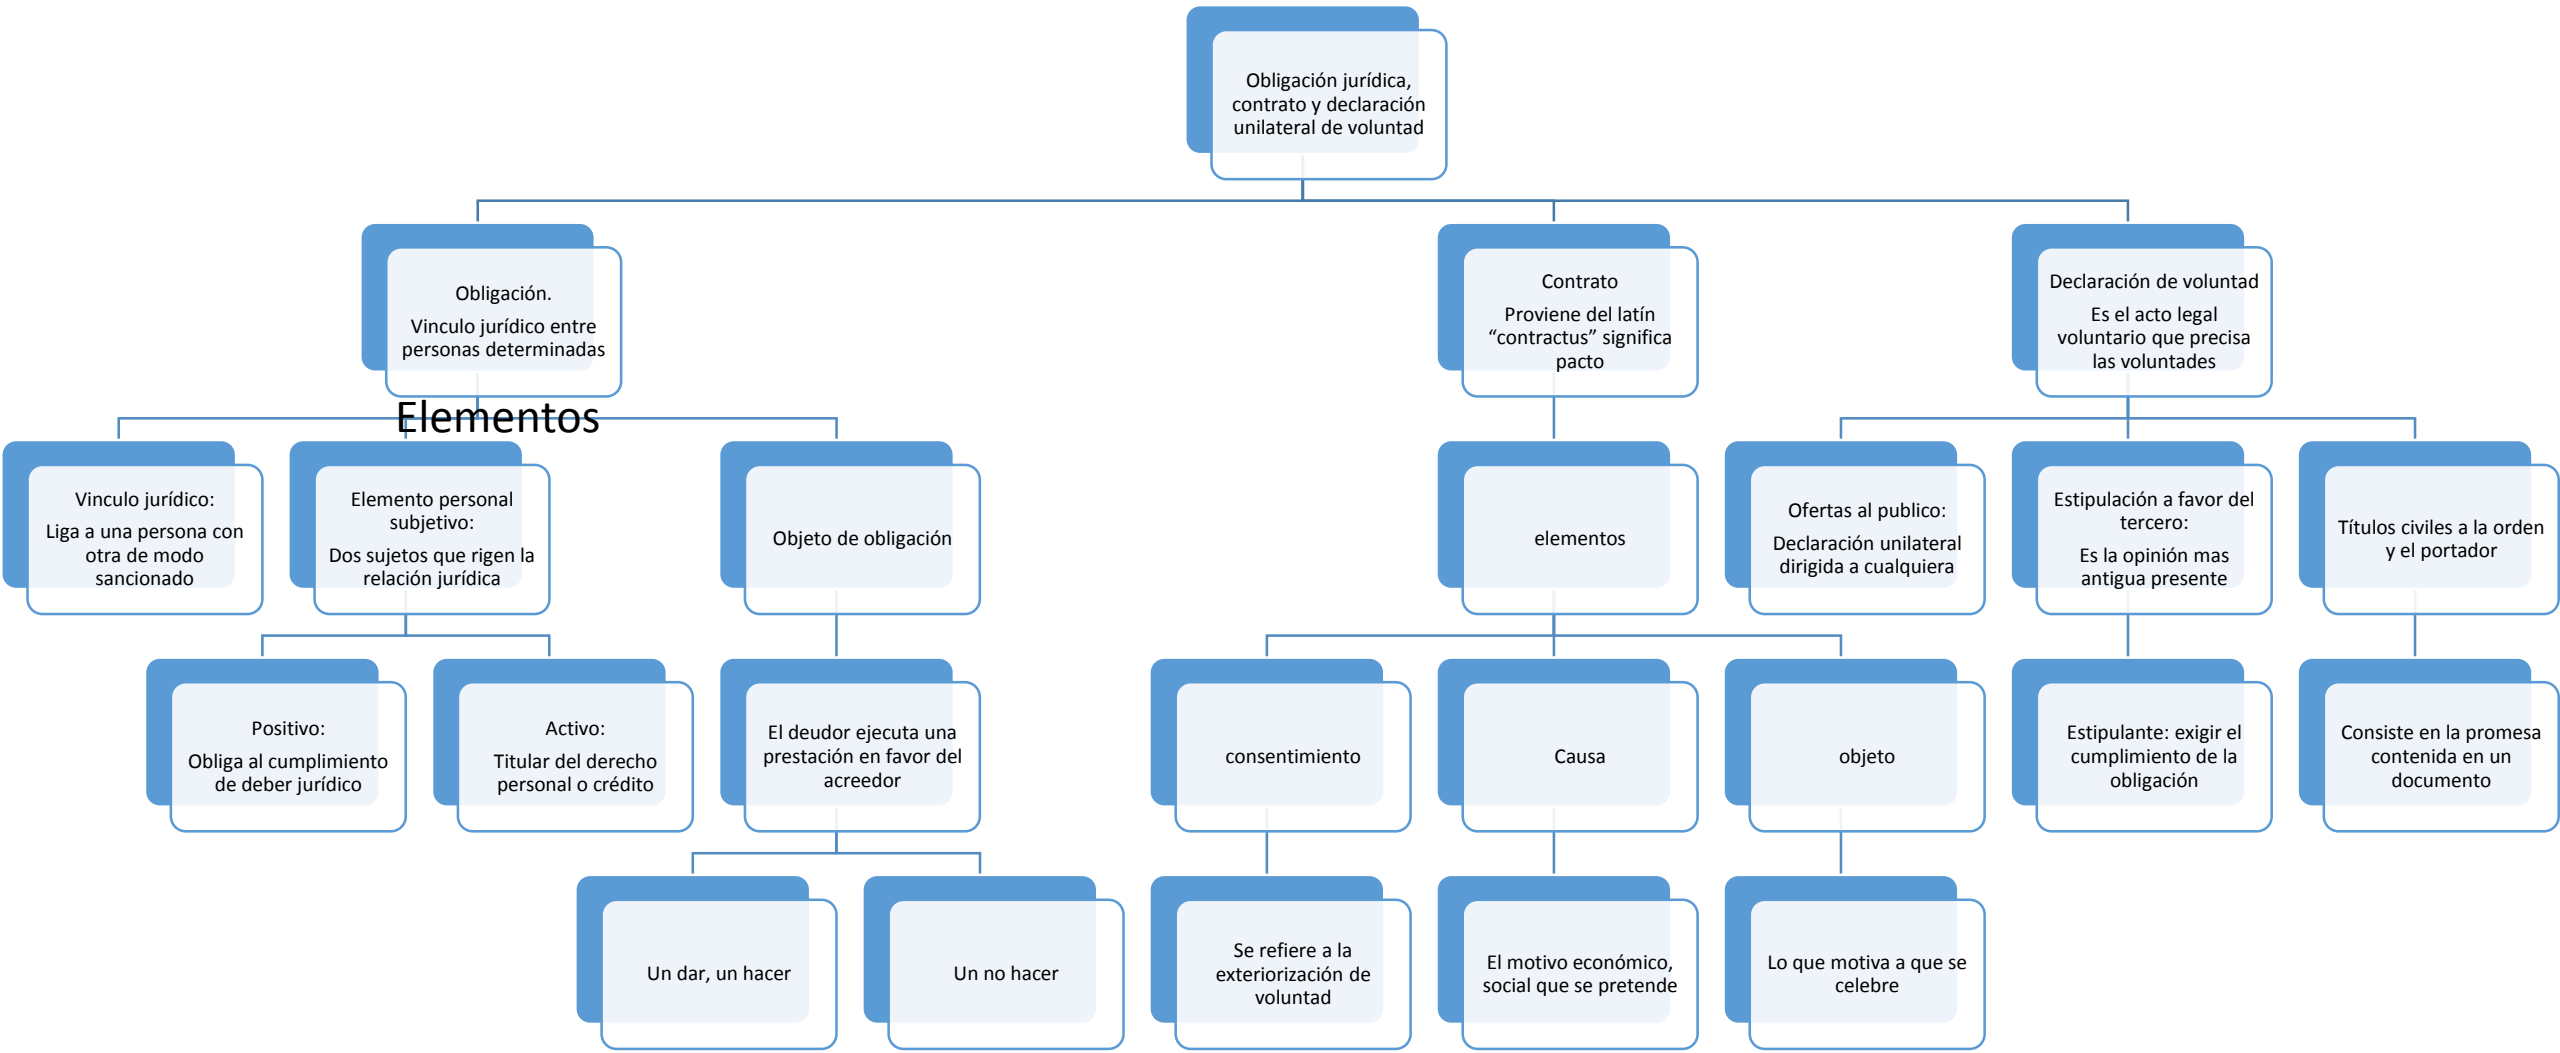 Obligación jurídica,
contrato y declaración
unilateral de voluntad
Obligación.
Vinculo jurídico entre
personas determinadas
Contrato
Proviene del latín
“contractus” significa
pacto
Declaración de voluntad
Es el acto legal
voluntario que precisa
las voluntades
Elementos
Vinculo jurídico:
Liga a una persona con
otra de modo
sancionado
Elemento personal
subjetivo:
Dos sujetos que rigen la
relación jurídica
Objeto de obligación
elementos
Ofertas al publico:
Declaración unilateral
dirigida a cualquiera
Estipulación a favor del
tercero:
Es la opinión mas
antigua presente
Títulos civiles a la orden
y el portador
Positivo:
Obliga al cumplimiento
de deber jurídico
Activo:
Titular del derecho
personal o crédito
El deudor ejecuta una
prestación en favor del
acreedor
consentimiento
Causa
objeto
Estipulante: exigir el
cumplimiento de la
obligación
Consiste en la promesa
contenida en un
documento
Un dar, un hacer
Un no hacer
Se refiere a la
exteriorización de
voluntad
El motivo económico,
social que se pretende
Lo que motiva a que se
celebre